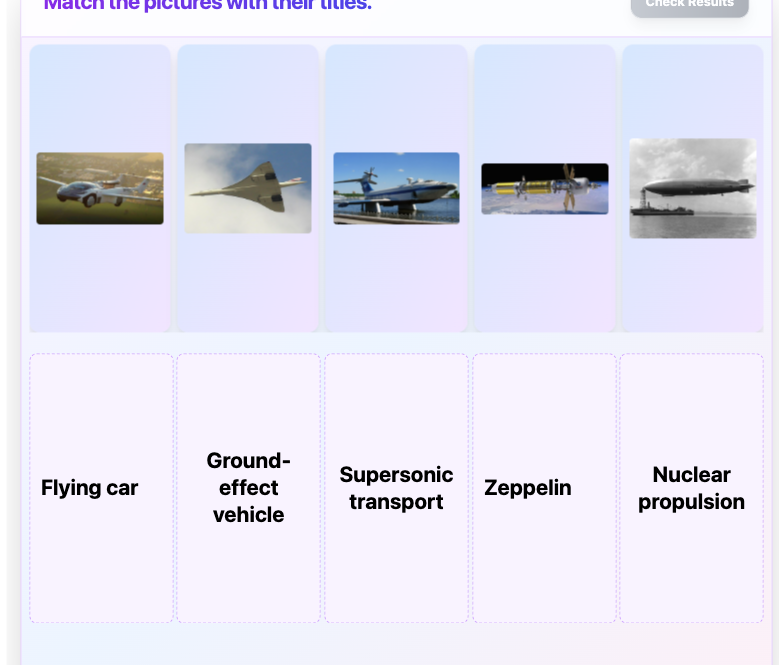 Match the pictures with their titles.
Check Results
Flying car
Ground-
effect
vehicle
Supersonic
transport
Zeppelin
Nuclear
propulsion